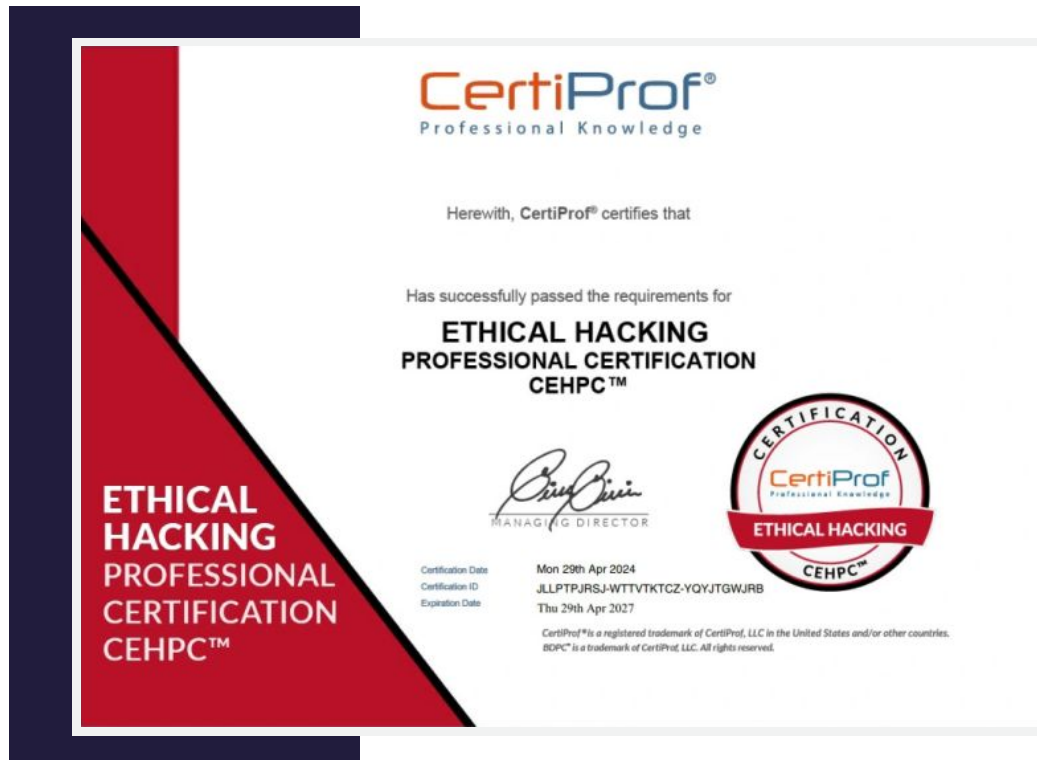 CertiProf®
Professional Knowledge
Herewith, CertiProf® certifies that
Has successfully passed the requirements for
ETHICAL HACKING
PROFESSIONAL CERTIFICATION
CEHPC™
MANAGING DIRECTOR
CERTIFICATION
CertiProf
Professional Knowledge
ETHICAL HACKING
CEHPC™
ETHICAL
HACKING
PROFESSIONAL
CERTIFICATION
CEHPC™
Certification Date Mon 29th Apr 2024
Certification ID JLLPTPJRSJ-WTTVTKTCZ-YQYJTGWJRB
Expiration Date Thu 29th Apr 2027
CertiProf® is a registered trademark of CertiProf, LLC in the United States and/or other countries.
BDPC™ is a trademark of CertiProf, LLC. All rights reserved.